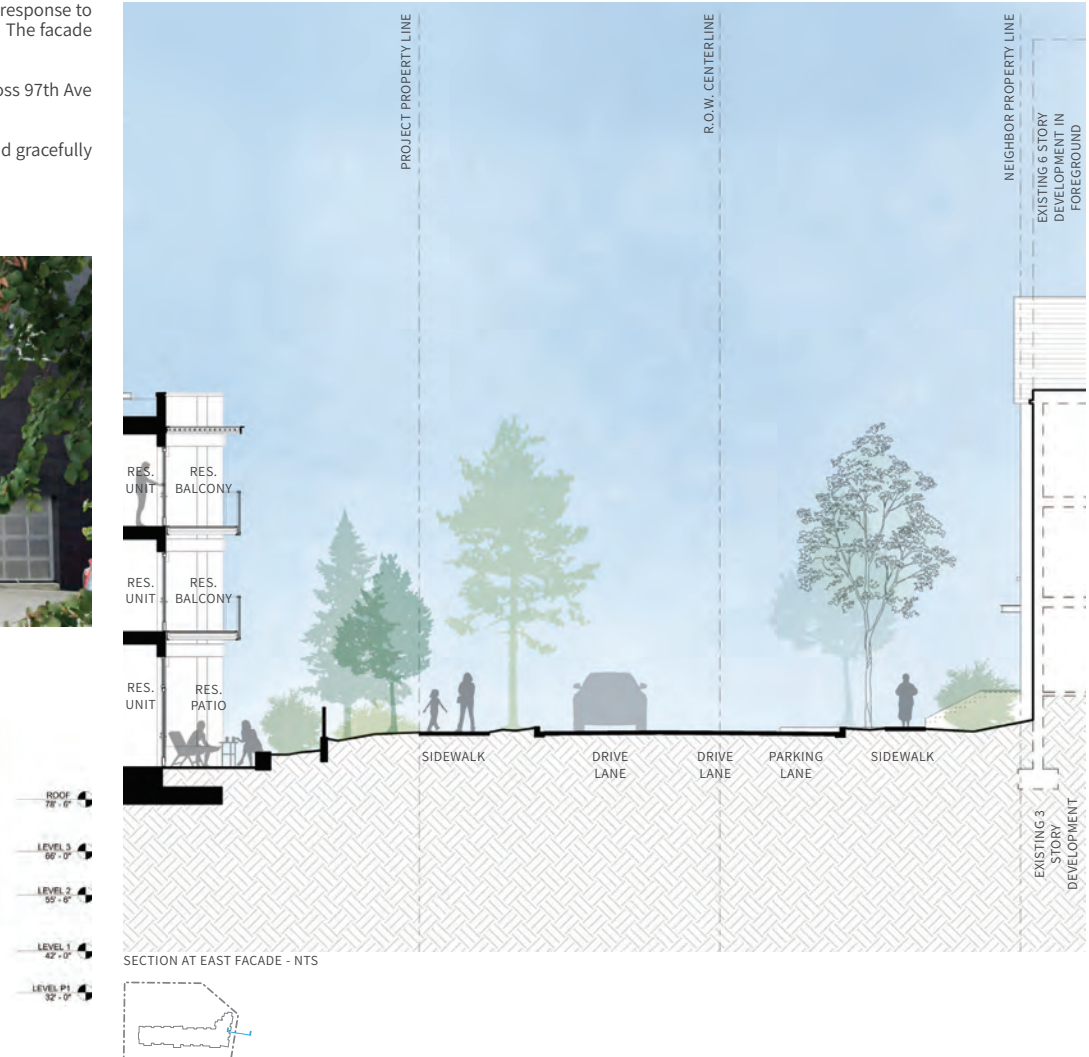 response to
The facade
oss 97th Ave
d gracefully
PROJECT PROPERTY LINE
R.O.W. CENTERLINE
NEIGHBOR PROPERTY LINE
EXISTING 6 STORY
DEVELOPMENT IN
FOREGROUND
RES.
UNIT
RES.
BALCONY
RES.
UNIT
RES.
BALCONY
RES.
UNIT
RES.
PATIO
SIDEWALK
DRIVE
LANE
DRIVE
LANE
PARKING
LANE
SIDEWALK
EXISTING 3
STORY
DEVELOPMENT
ROOF
78' - 6"
LEVEL 3
66' - 0"
LEVEL 2
55' - 6"
LEVEL 1
42' - 0"
LEVEL P1
32' - 0"
SECTION AT EAST FACADE - NTS